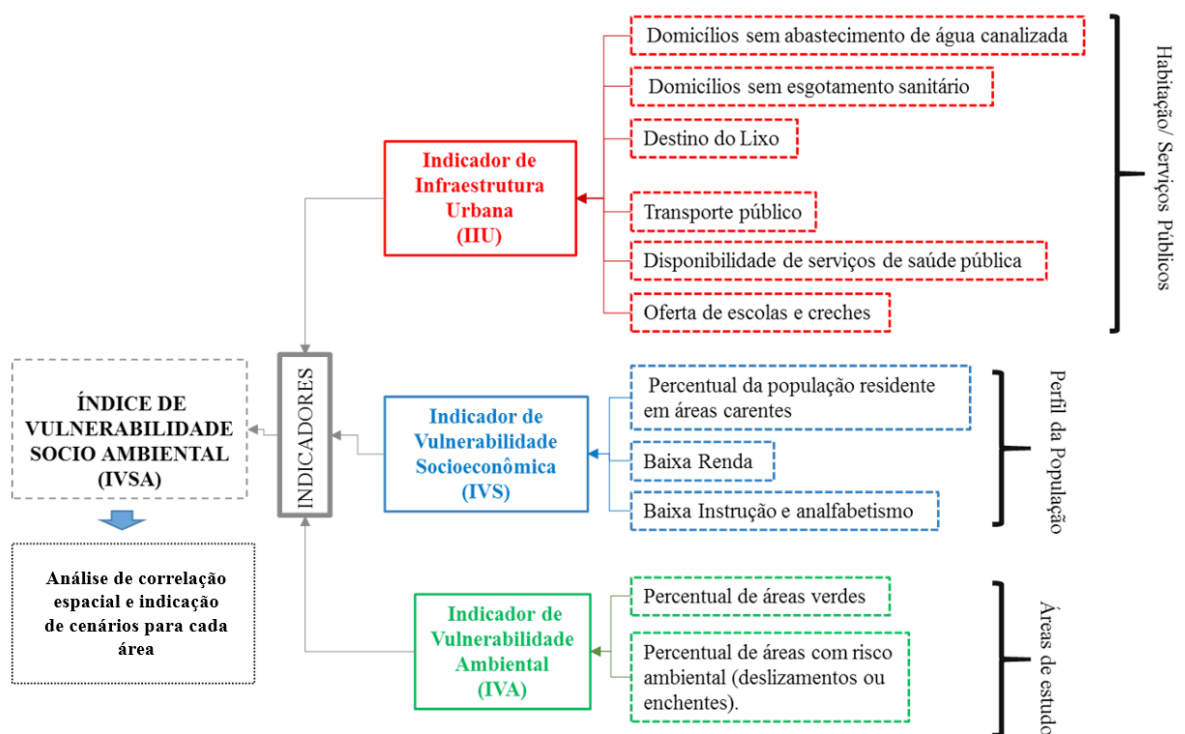 Domicílios sem abastecimento de água canalizada
Domicílios sem esgotamento sanitário
Destino do Lixo
Transporte público
Disponibilidade de serviços de saúde pública
Oferta de escolas e creches
Habitação/ Serviços Públicos
Indicador de
Infraestrutura
Urbana
(IIU)
ÍNDICE DE
VULNERABILIDADE
SOCIO AMBIENTAL
(IVSA)
INDICADORES
Indicador de
Vulnerabilidade
Socioeconômica
(IVS)
Percentual da população residente
em áreas carentes
Baixa Renda
Baixa Instrução e analfabetismo
Perfil da População
Análise de correlação
espacial e indicação
de cenários para cada
área
Indicador de
Vulnerabilidade
Ambiental
(IVA)
Percentual de áreas verdes
Percentual de áreas com risco
ambiental (deslizamentos ou
enchentes).
Áreas de estudo